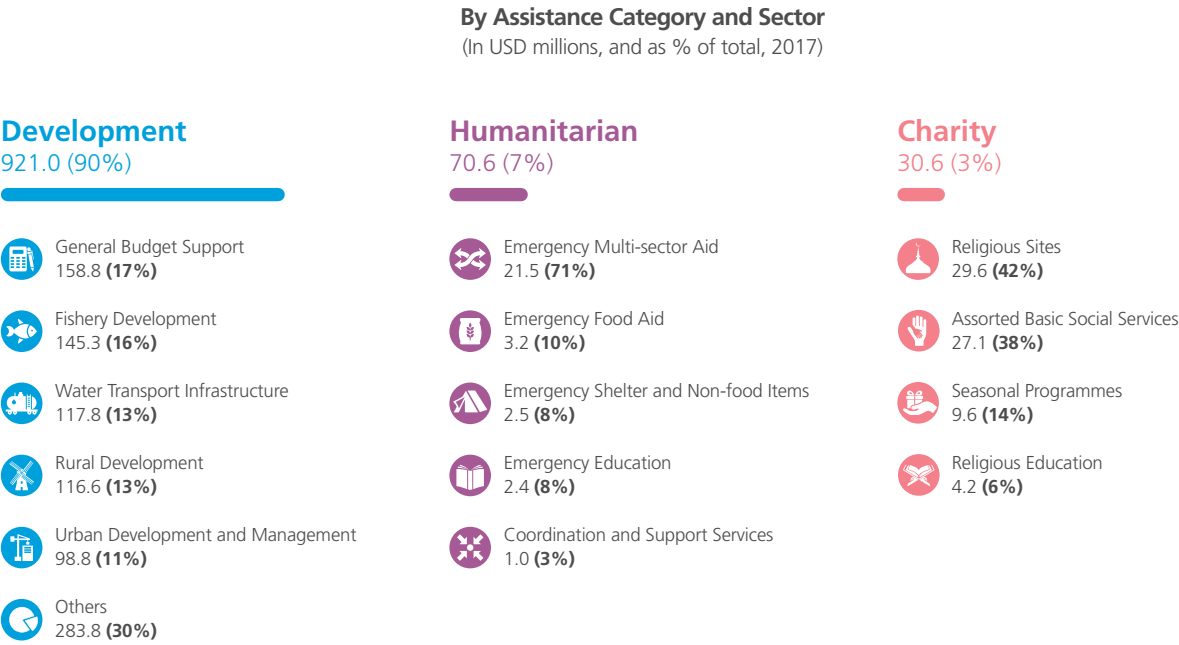 By Assistance Category and Sector
(In USD millions, and as % of total, 2017)
Development
921.0 (90%)
General Budget Support
158.8 (17%)
Fishery Development
145.3 (16%)
Water Transport Infrastructure
117.8 (13%)
Rural Development
116.6 (13%)
Urban Development and Management
98.8 (11%)
Others
283.8 (30%)
Humanitarian
70.6 (7%)
Emergency Multi-sector Aid
21.5 (71%)
Emergency Food Aid
3.2 (10%)
Emergency Shelter and Non-food Items
2.5 (8%)
Emergency Education
2.4 (8%)
Coordination and Support Services
1.0 (3%)
Charity
30.6 (3%)
Religious Sites
29.6 (42%)
Assorted Basic Social Services
27.1 (38%)
Seasonal Programmes
9.6 (14%)
Religious Education
4.2 (6%)